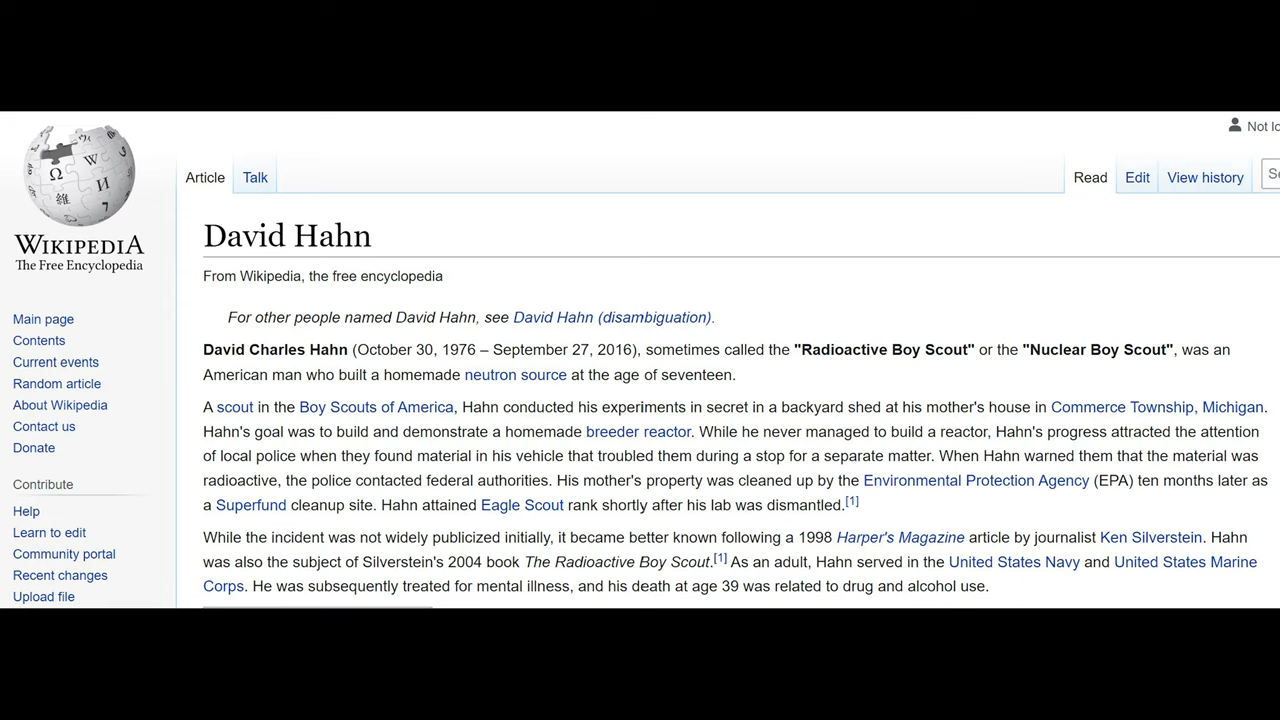 Not lo
Article Talk Read Edit View history Se
WIKIPEDIA
The Free Encyclopedia
Main page
Contents
Current events
Random article
About Wikipedia
Contact us
Donate
Contribute
Help
Learn to edit
Community portal
Recent changes
Upload file
David Hahn
From Wikipedia, the free encyclopedia
For other people named David Hahn, see David Hahn (disambiguation).
David Charles Hahn (October 30, 1976 – September 27, 2016), sometimes called the "Radioactive Boy Scout" or the "Nuclear Boy Scout", was an
American man who built a homemade neutron source at the age of seventeen.
A scout in the Boy Scouts of America, Hahn conducted his experiments in secret in a backyard shed at his mother's house in Commerce Township, Michigan.
Hahn's goal was to build and demonstrate a homemade breeder reactor. While he never managed to build a reactor, Hahn's progress attracted the attention
of local police when they found material in his vehicle that troubled them during a stop for a separate matter. When Hahn warned them that the material was
radioactive, the police contacted federal authorities. His mother's property was cleaned up by the Environmental Protection Agency (EPA) ten months later as
a Superfund cleanup site. Hahn attained Eagle Scout rank shortly after his lab was dismantled.[1]
While the incident was not widely publicized initially, it became better known following a 1998 Harper's Magazine article by journalist Ken Silverstein. Hahn
was also the subject of Silverstein's 2004 book The Radioactive Boy Scout.[1] As an adult, Hahn served in the United States Navy and United States Marine
Corps. He was subsequently treated for mental illness, and his death at age 39 was related to drug and alcohol use.